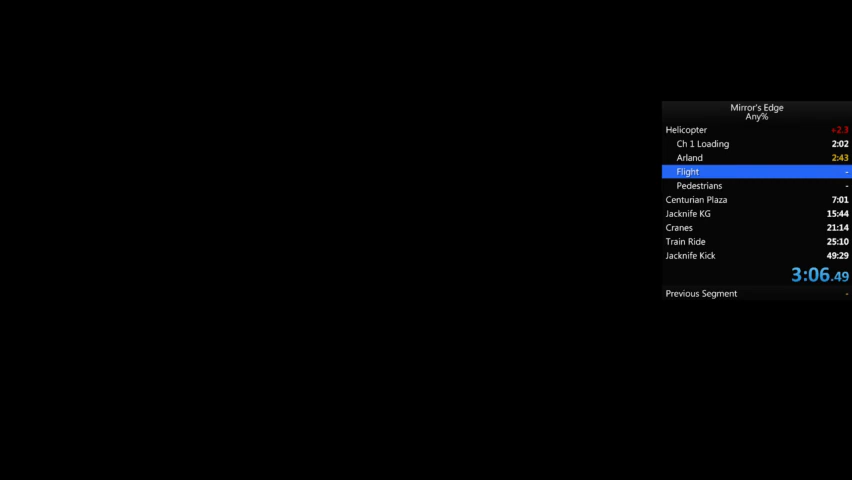 Mirror's Edge
Any%
Helicopter +2.3
Ch 1 Loading 2:02
Arland 2:43
Flight -
Pedestrians -
Centurian Plaza 7:01
Jacknife KG 15:44
Cranes 21:14
Train Ride 25:10
Jacknife Kick 49:29
3:06.49
Previous Segment -